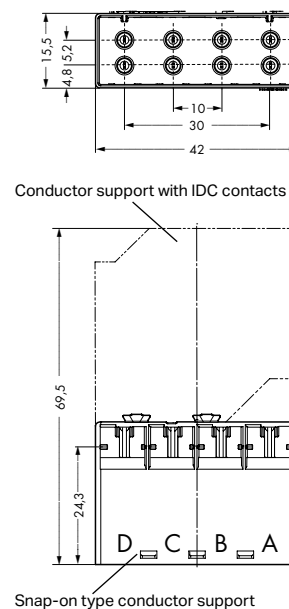 15,5
5,2
4,8
10
30
42
Conductor support with IDC contacts
69,5
24,3
D C B A
Snap-on type conductor support